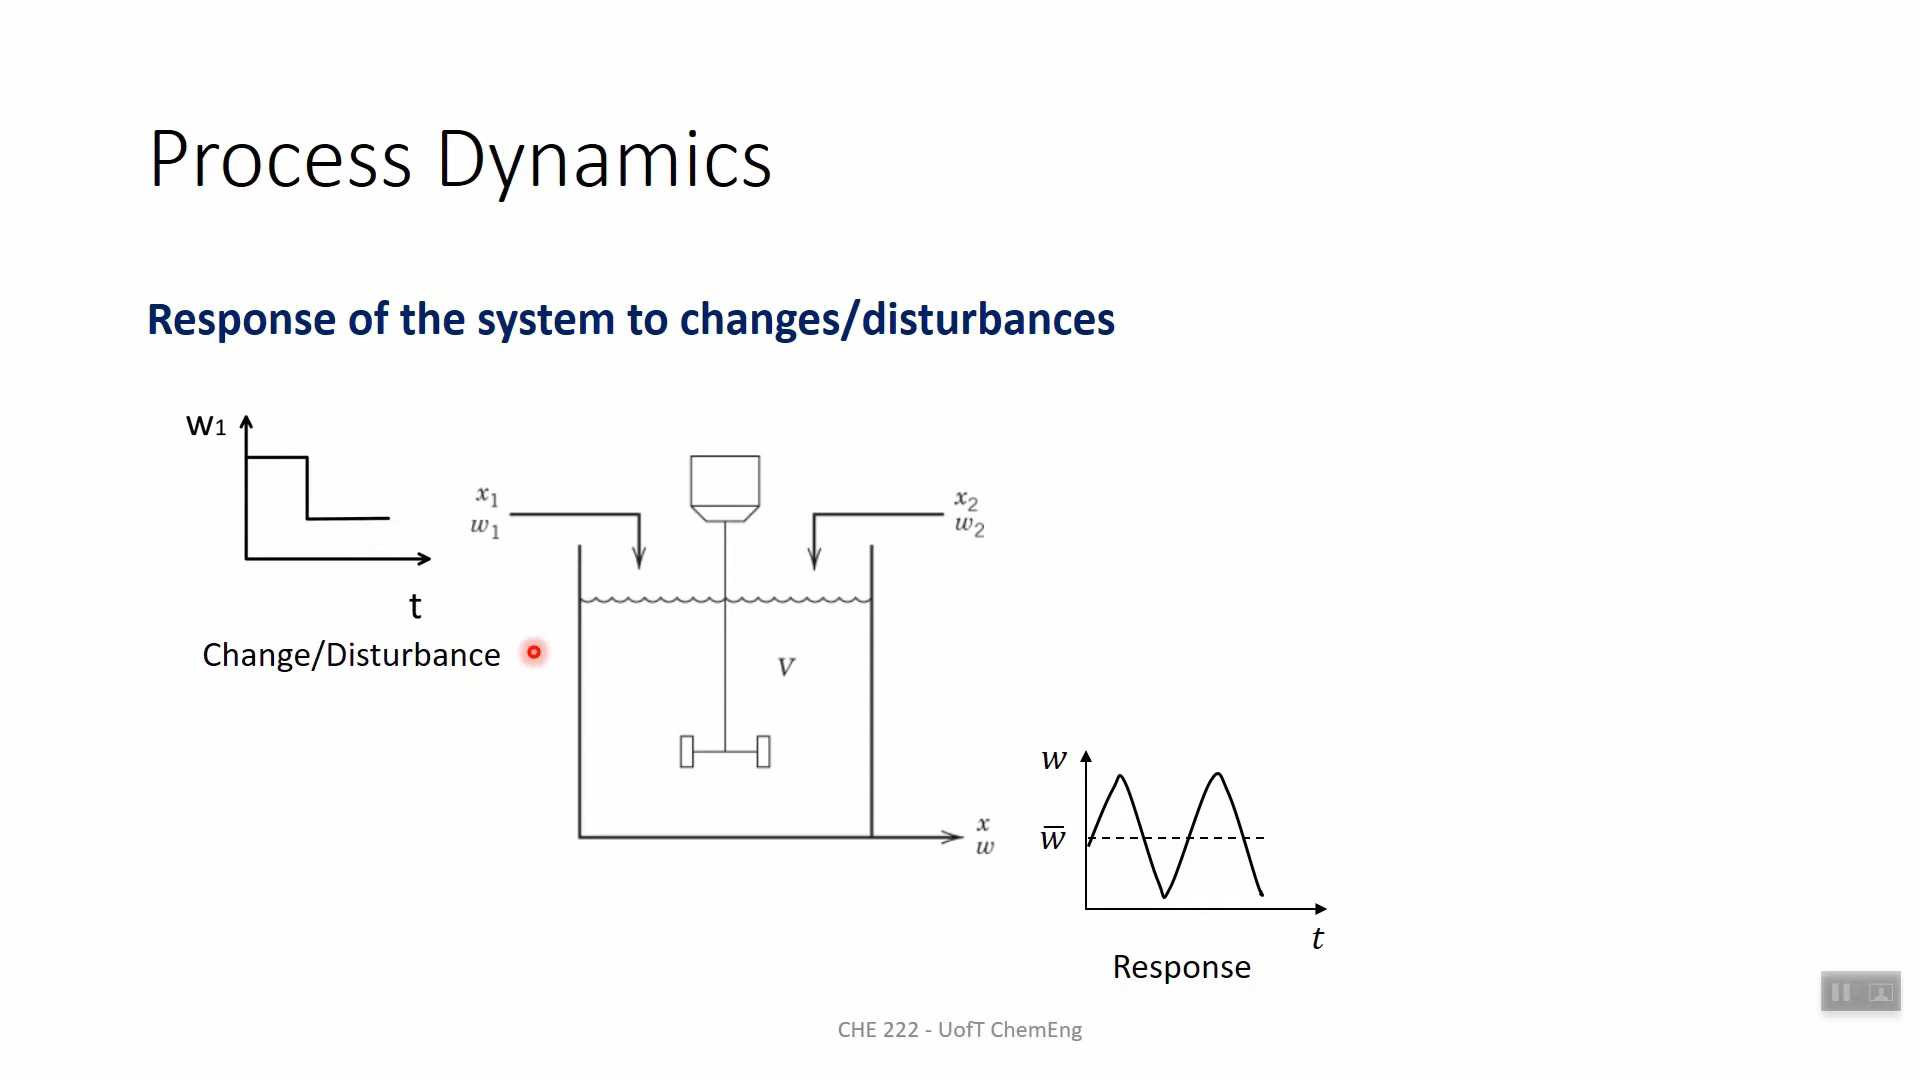 Process Dynamics
Response of the system to changes/disturbances
w1
t
Change/Disturbance
x1
w1
x2
w2
V
x
w
w
w̅
t
Response
CHE 222 - UofT ChemEng